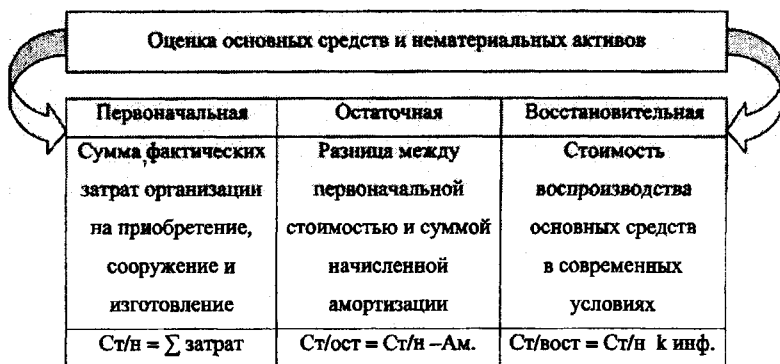 Оценка основных средств и нематериальных активов
Первоначальная
Остаточная
Восстановительная
Сумма фактических
затрат организации
на приобретение,
сооружение и
изготовление
Разница между
первоначальной
стоимостью и суммой
начисленной
амортизации
Стоимость
воспроизводства
основных средств
в современных
условиях
Ст/н = ∑ затрат
Ст/ост = Ст/н –Ам.
Ст/вост = Ст/н k инф.